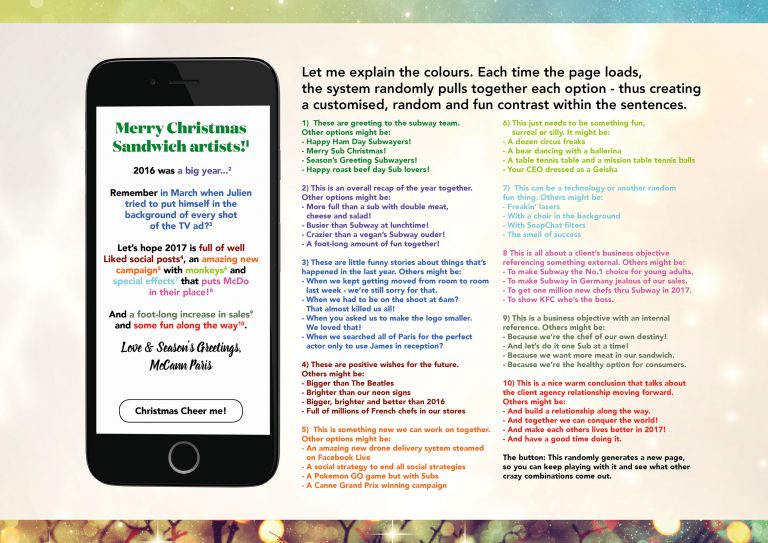 Merry Christmas
Sandwich artists!¹
2016 was a big year...²
Remember in March when Julien
tried to put himself in the
background of every shot
of the TV ad?³
Let's hope 2017 is full of well
Liked social posts⁴, an amazing new
campaign⁵ with monkeys⁶ and
special effects⁷ that puts McDo
in their place!⁸
And a foot-long increase in sales⁹
and some fun along the way¹⁰.
Love & Season's Greetings,
McCann Paris
Christmas Cheer me!
Let me explain the colours. Each time the page loads,
the system randomly pulls together each option - thus creating
a customised, random and fun contrast within the sentences.
1) These are greeting to the subway team.
Other options might be:
- Happy Ham Day Subwayers!
- Merry Sub Christmas!
- Season's Greeting Subwayers!
- Happy roast beef day Sub lovers!
2) This is an overall recap of the year together.
Other options might be:
- More full than a sub with double meat,
cheese and salad!
- Busier than Subway at lunchtime!
- Crazier than a vegan's Subway ouder!
- A foot-long amount of fun together!
3) These are little funny stories about things that's
happened in the last year. Others might be:
- When we kept getting moved from room to room
last week - we're still sorry for that.
- When we had to be on the shoot at 6am?
That almost killed us all!
- When you asked us to make the logo smaller.
We loved that!
- When we searched all of Paris for the perfect
actor only to use James in reception?
4) These are positive wishes for the future.
Others might be:
- Bigger than The Beatles
- Brighter than our neon signs
- Bigger, brighter and better than 2016
- Full of millions of French chefs in our stores
5) This is something new we can work on together.
Other options might be:
- An amazing new drone delivery system steamed
on Facebook Live
- A social strategy to end all social strategies
- A Pokemon GO game but with Subs
- A Canne Grand Prix winning campaign
6) This just needs to be something fun,
surreal or silly. It might be:
- A dozen circus freaks
- A bear dancing with a ballerina
- A table tennis table and a mission table tennis balls
- Your CEO dressed as a Geisha
7) This can be a technology or another random
fun thing. Others might be:
- Freakin' lasers
- With a choir in the background
- With SnapChat filters
- The smell of success
8 This is all about a client's business objective
referencing something external. Others might be:
- To make Subway the No.1 choice for young adults.
- To make Subway in Germany jealous of our sales.
- To get one million new chefs thru Subway in 2017.
- To show KFC who's the boss.
9) This is a business objective with an internal
reference. Others might be:
- Because we're the chef of our own destiny!
- And let's do it one Sub at a time!
- Because we want more meat in our sandwich.
- Because we're the healthy option for consumers.
10) This is a nice warm conclusion that talks about
the client agency relationship moving forward.
Others might be:
- And build a relationship along the way.
- And together we can conquer the world!
- And make each others lives better in 2017!
- And have a good time doing it.
The button: This randomly generates a new page,
so you can keep playing with it and see what other
crazy combinations come out.